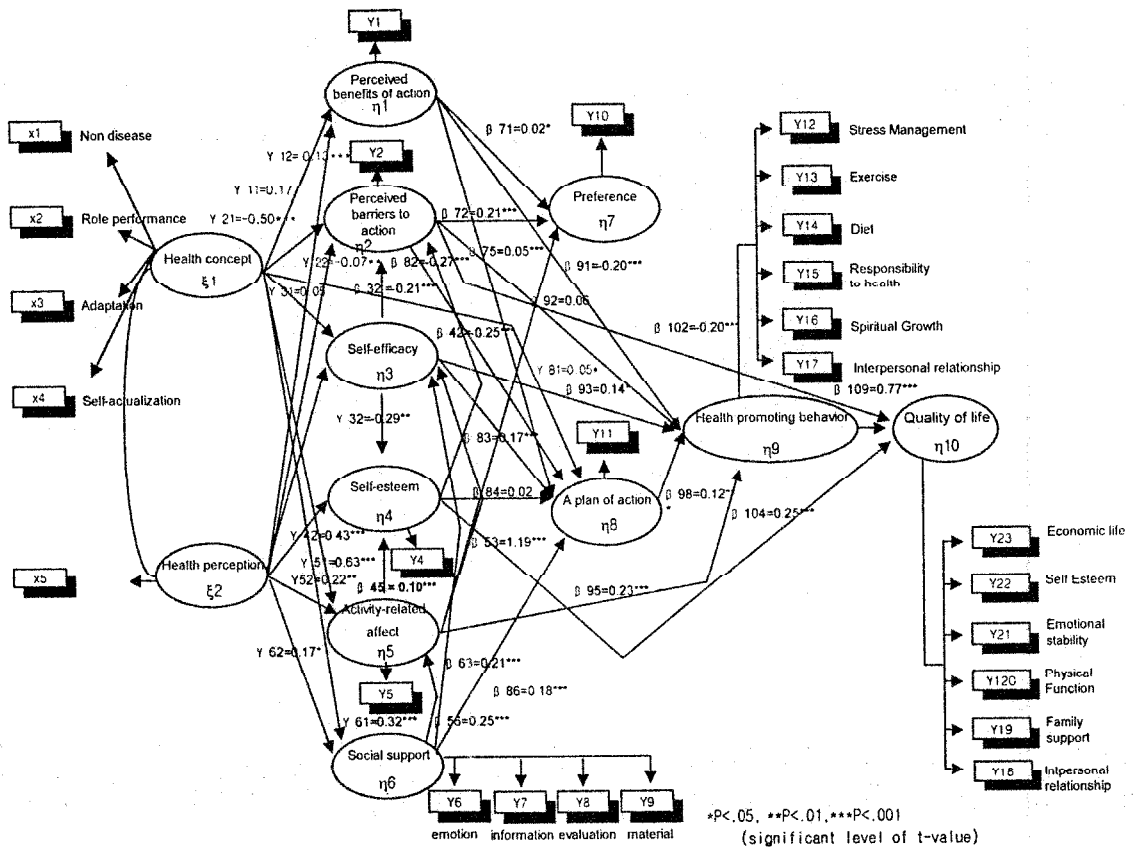 Y1
Perceived
benefits of action
η1
x1
Non disease
x2
Role performance
x3
Adaptation
x4
Self-actualization
x5
Health concept
ξ1
Health perception
ξ2
Y2
Perceived
barriers to
action
η2
Self-efficacy
η3
Self-esteem
η4
Y4
Activity-related
affect
η5
Y5
Social support
η6
Y6
Y7
Y8
Y9
emotion
information
evaluation
material
Y10
Preference
η7
Y11
A plan of action
η8
Health promoting behavior
η9
Quality of life
η10
Y12
Stress Management
Y13
Exercise
Y14
Diet
Y15
Responsibility
to health
Y16
Spiritual Growth
Y17
Interpersonal relationship
Y23
Economic life
Y22
Self Esteem
Y21
Emotional
stability
Y120
Physical
Function
Y19
Family
support
Y18
Intpersonal
relationship
γ 11=0.17
γ 21=-0.50***
γ 22=-0.07**
γ 32=-0.29**
γ 42=0.43***
γ 51=0.63***
γ52=0.22**
γ 62=0.17*
γ 61=0.32***
γ 81=0.05*
β 71=0.02*
β 72=0.21***
β 75=0.05***
β 82=-0.27***
β 32=-0.21***
β 42=-0.25***
β 91=-0.20***
β 92=0.06
β 93=0.14*
β 102=-0.20***
β 109=0.77***
β 83=0.17***
β 84=0.02
β 53=1.19***
β 98=0.12*
β 104=0.25***
β 45=0.10***
β 95=0.23***
β 63=0.21***
β 86=0.18***
β 56=0.25***
*P<.05, **P<.01,***P<.001
(significant level of t-value)